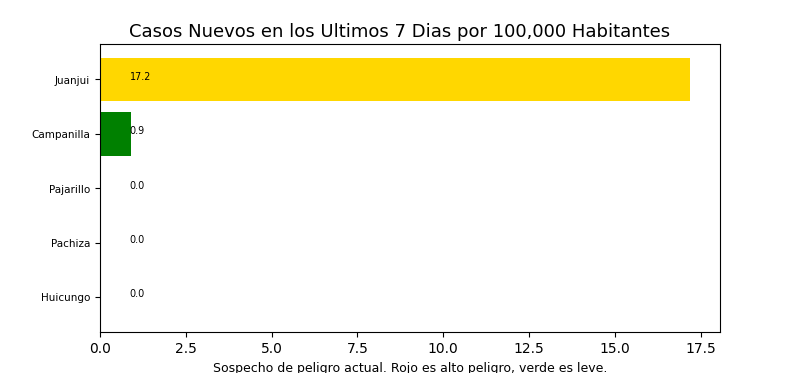 Casos Nuevos en los Ultimos 7 Dias por 100,000 Habitantes
Juanjui 17.2
Campanilla 0.9
Pajarillo 0.0
Pachiza 0.0
Huicungo 0.0
0.0 2.5 5.0 7.5 10.0 12.5 15.0 17.5
Sospecho de peligro actual. Rojo es alto peligro, verde es leve.